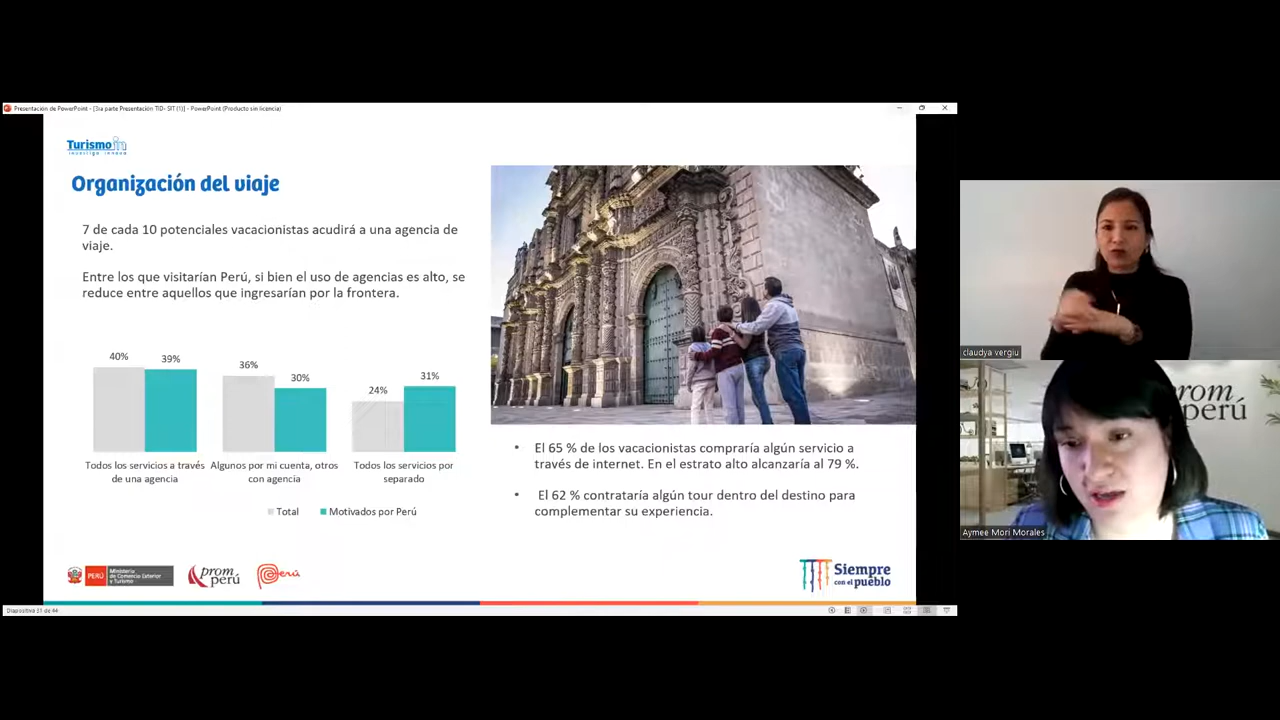 Presentación de PowerPoint - [3ra parte Presentación TID- SIT (1)] - PowerPoint (Producto sin licencia)
Turismo in
investiga innova
Organización del viaje
7 de cada 10 potenciales vacacionistas acudirá a una agencia de
viaje.
Entre los que visitarían Perú, si bien el uso de agencias es alto, se
reduce entre aquellos que ingresarían por la frontera.
40%
39%
36%
30%
24%
31%
Todos los servicios a través
de una agencia
Algunos por mi cuenta, otros
con agencia
Todos los servicios por
separado
Total
Motivados por Perú
• El 65 % de los vacacionistas compraría algún servicio a
través de internet. En el estrato alto alcanzaría al 79 %.
• El 62 % contrataría algún tour dentro del destino para
complementar su experiencia.
PERÚ
Ministerio
de Comercio Exterior
y Turismo
prom
perú
Perú
Siempre
con el pueblo
Diapositiva 31 de 44
claudya vergiu
prom
perú
Aymee Mori Morales